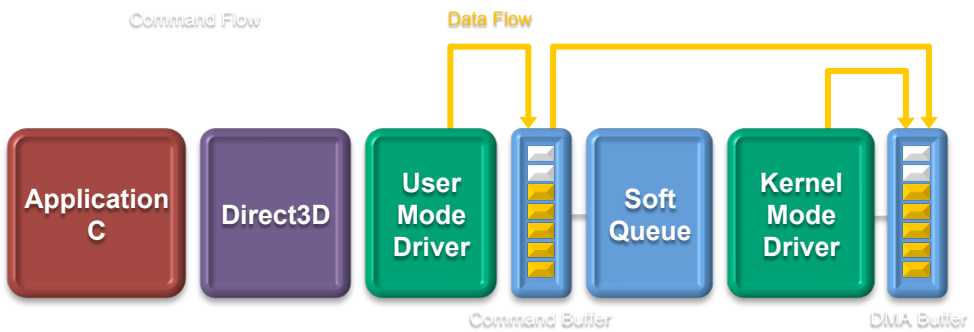 Command Flow
Data Flow
Application
C
Direct3D
User
Mode
Driver
Soft
Queue
Kernel
Mode
Driver
Command Buffer
DMA Buffer